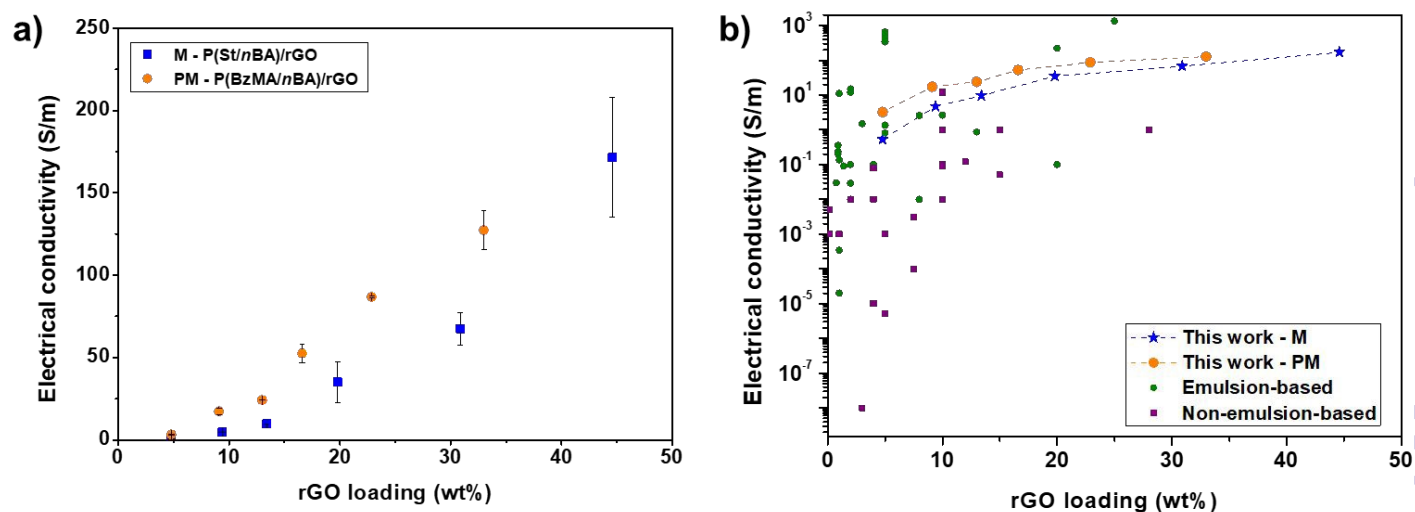 a)
250
200
150
100
50
0
Electrical conductivity (S/m)
M - P(St/nBA)/rGO
PM - P(BzMA/nBA)/rGO
0 10 20 30 40 50
rGO loading (wt%)
b)
10³
10¹
10⁻¹
10⁻³
10⁻⁵
10⁻⁷
Electrical conductivity (S/m)
This work - M
This work - PM
Emulsion-based
Non-emulsion-based
0 10 20 30 40 50
rGO loading (wt%)